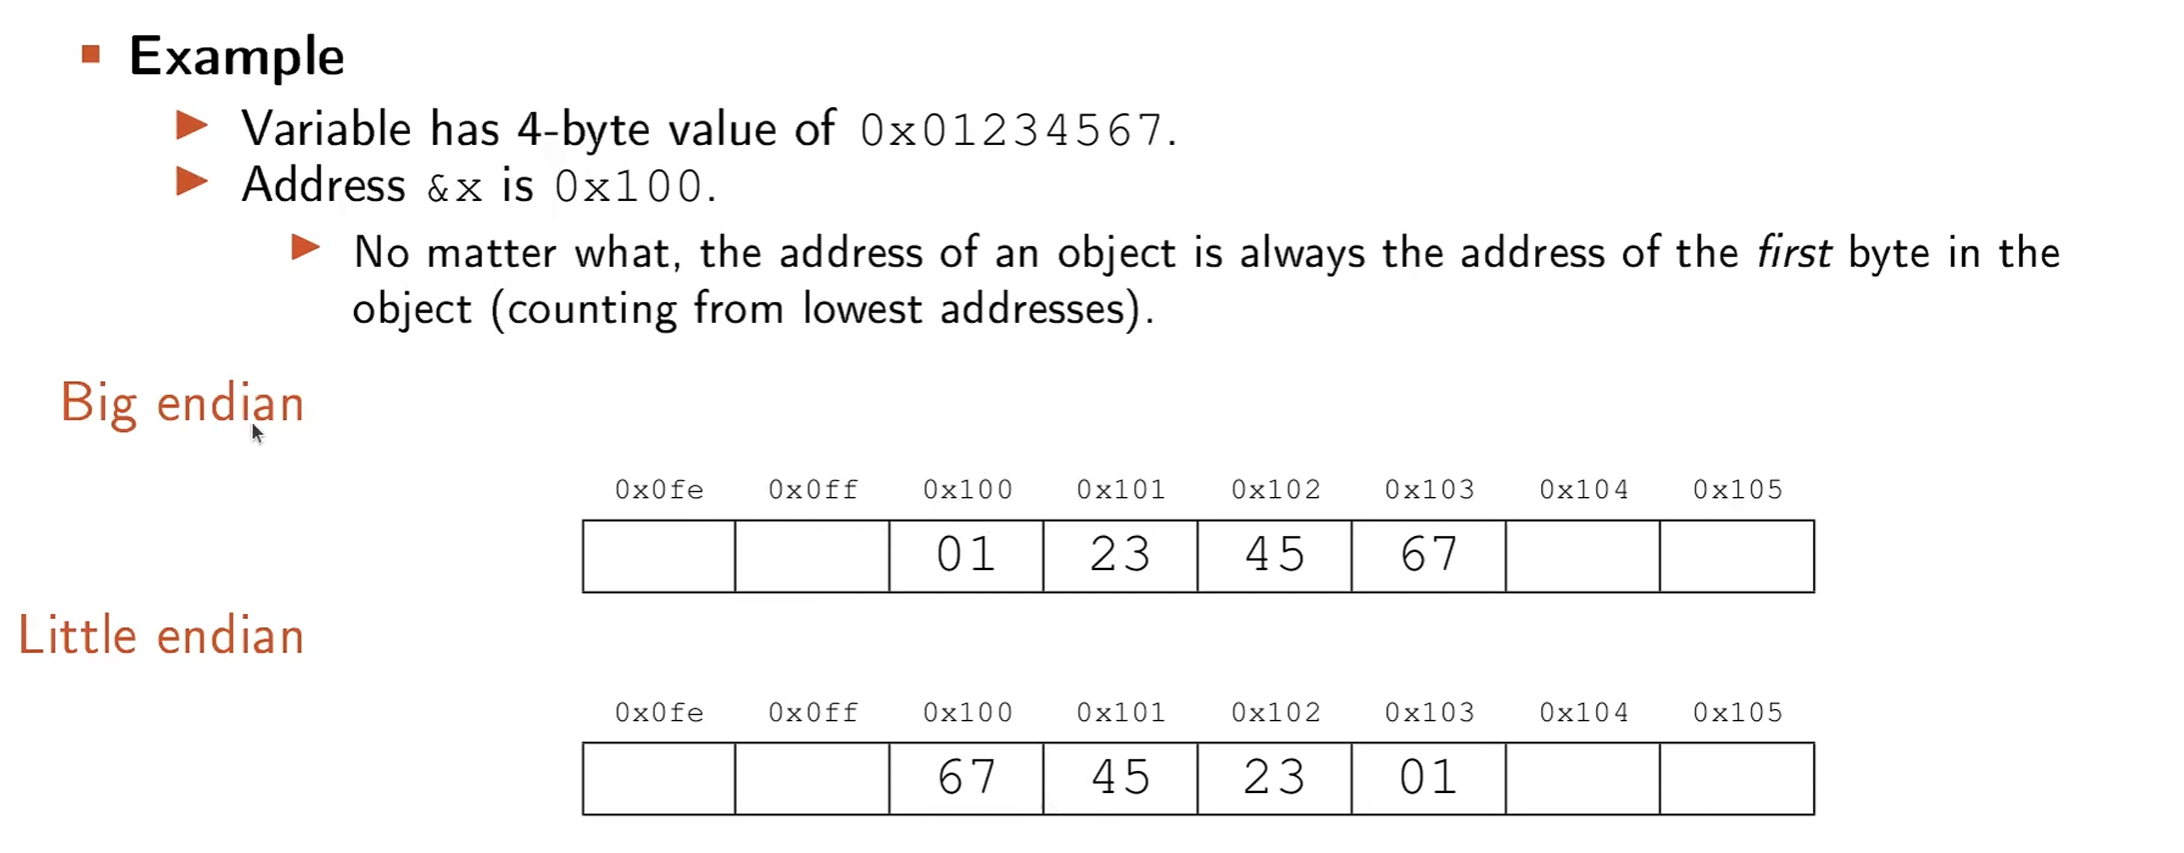 Example
Variable has 4-byte value of 0x01234567.
Address &x is 0x100.
No matter what, the address of an object is always the address of the first byte in the
object (counting from lowest addresses).
Big endian
0x0fe 0x0ff 0x100 0x101 0x102 0x103 0x104 0x105
01 23 45 67
Little endian
0x0fe 0x0ff 0x100 0x101 0x102 0x103 0x104 0x105
67 45 23 01